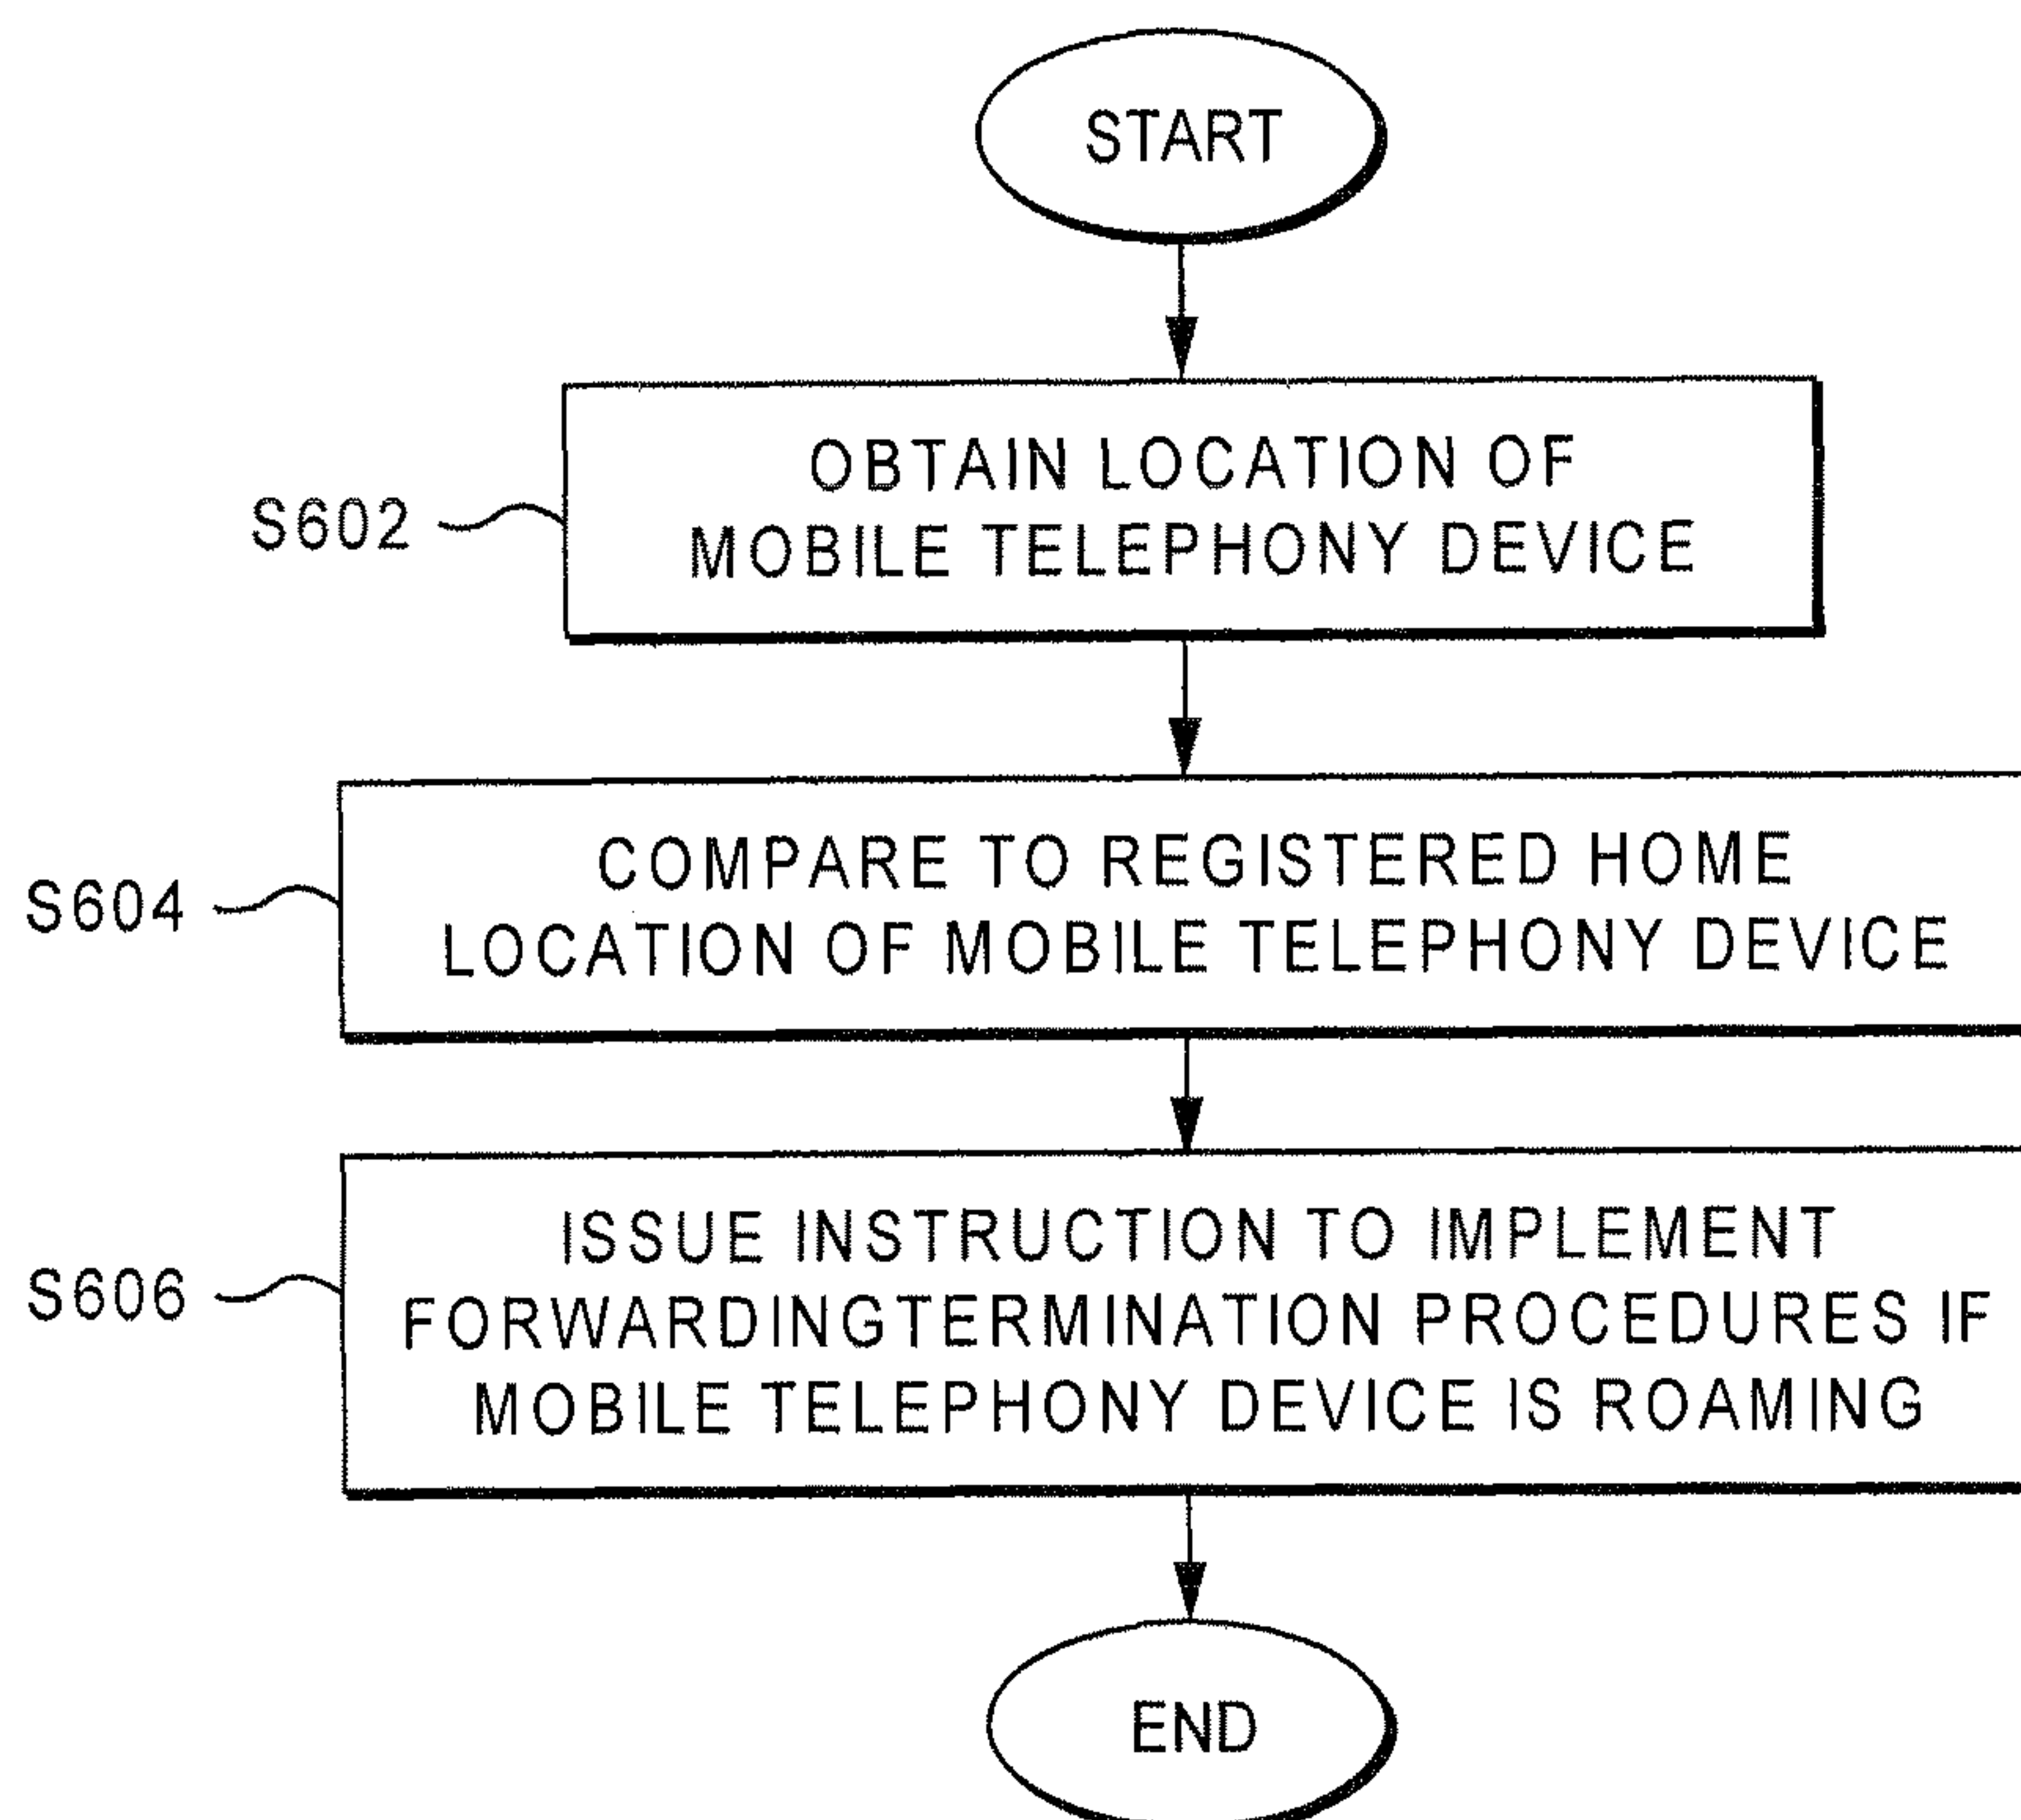 START
S602
OBTAIN LOCATION OF
MOBILE TELEPHONY DEVICE
S604
COMPARE TO REGISTERED HOME
LOCATION OF MOBILE TELEPHONY DEVICE
S606
ISSUE INSTRUCTION TO IMPLEMENT
FORWARDINGTERMINATION PROCEDURES IF
MOBILE TELEPHONY DEVICE IS ROAMING
END